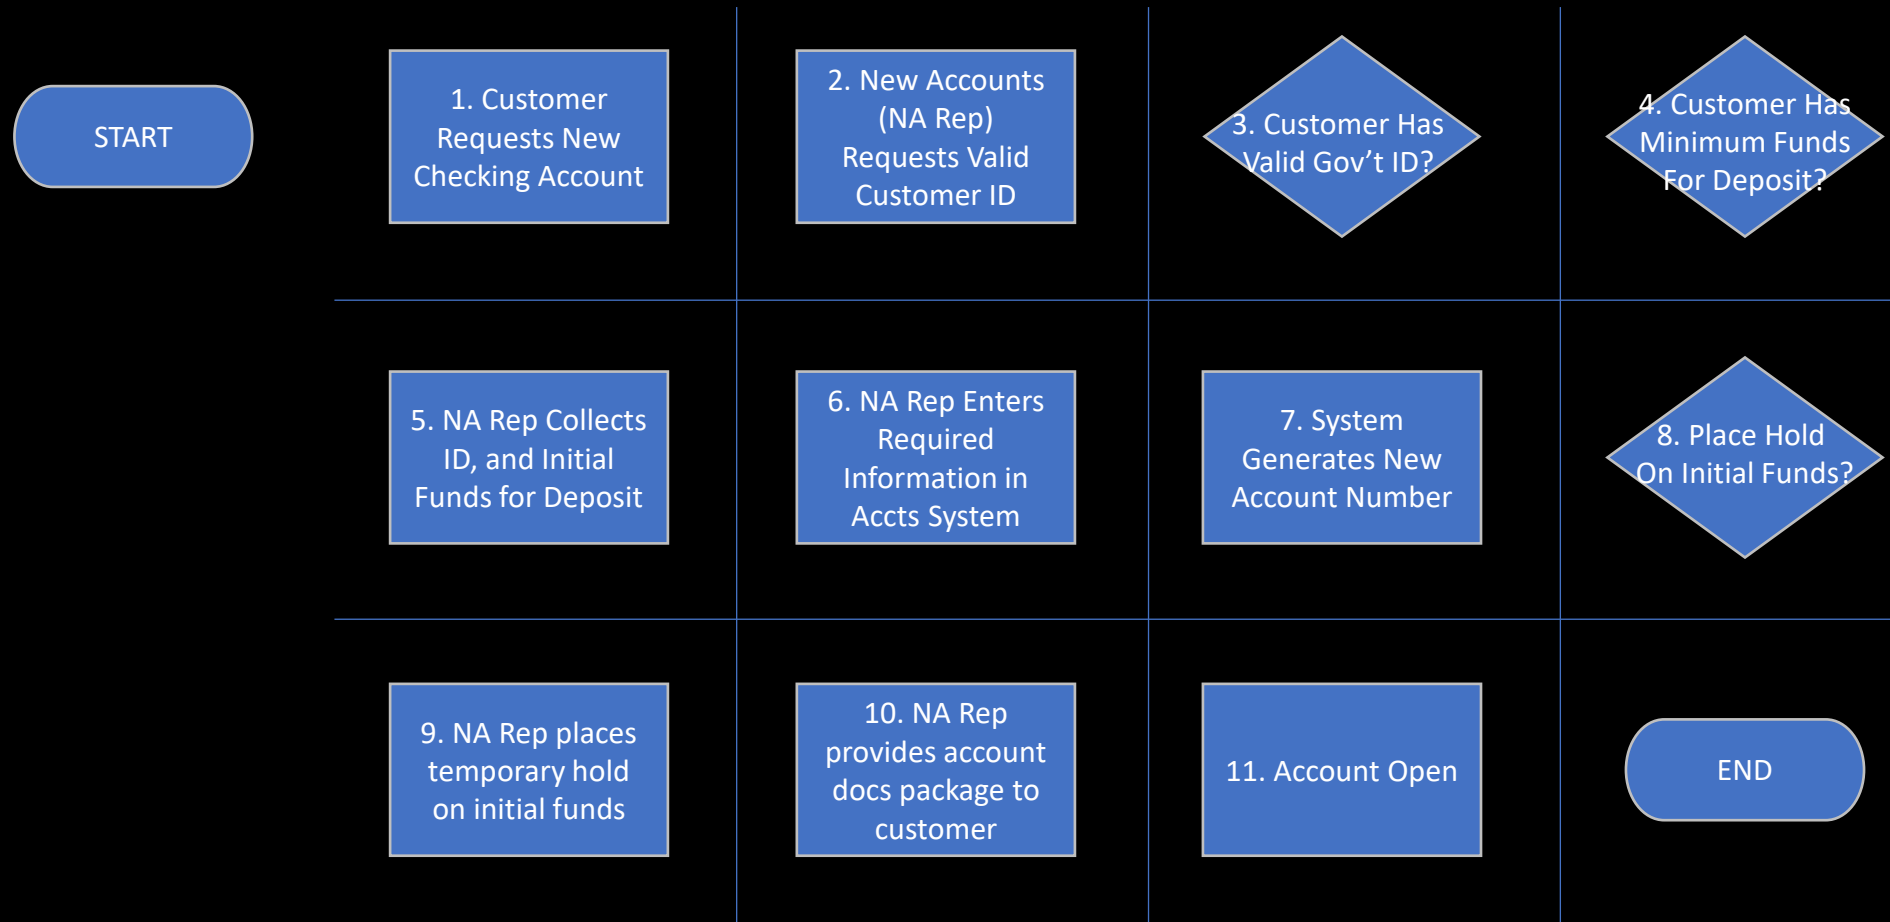 START
1. Customer
Requests New
Checking Account
2. New Accounts
(NA Rep)
Requests Valid
Customer ID
3. Customer Has
Valid Gov’t ID?
4. Customer Has
Minimum Funds
For Deposit?
5. NA Rep Collects
ID, and Initial
Funds for Deposit
6. NA Rep Enters
Required
Information in
Accts System
7. System
Generates New
Account Number
8. Place Hold
On Initial Funds?
9. NA Rep places
temporary hold
on initial funds
10. NA Rep
provides account
docs package to
customer
11. Account Open
END